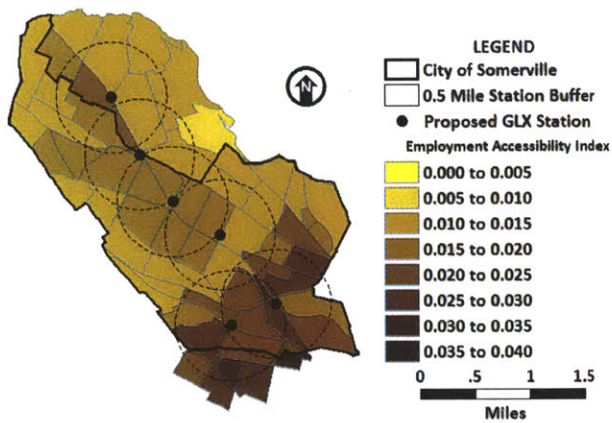 N
LEGEND
City of Somerville
0.5 Mile Station Buffer
Proposed GLX Station
Employment Accessibility Index
0.000 to 0.005
0.005 to 0.010
0.010 to 0.015
0.015 to 0.020
0.020 to 0.025
0.025 to 0.030
0.030 to 0.035
0.035 to 0.040
0 .5 1 1.5
Miles